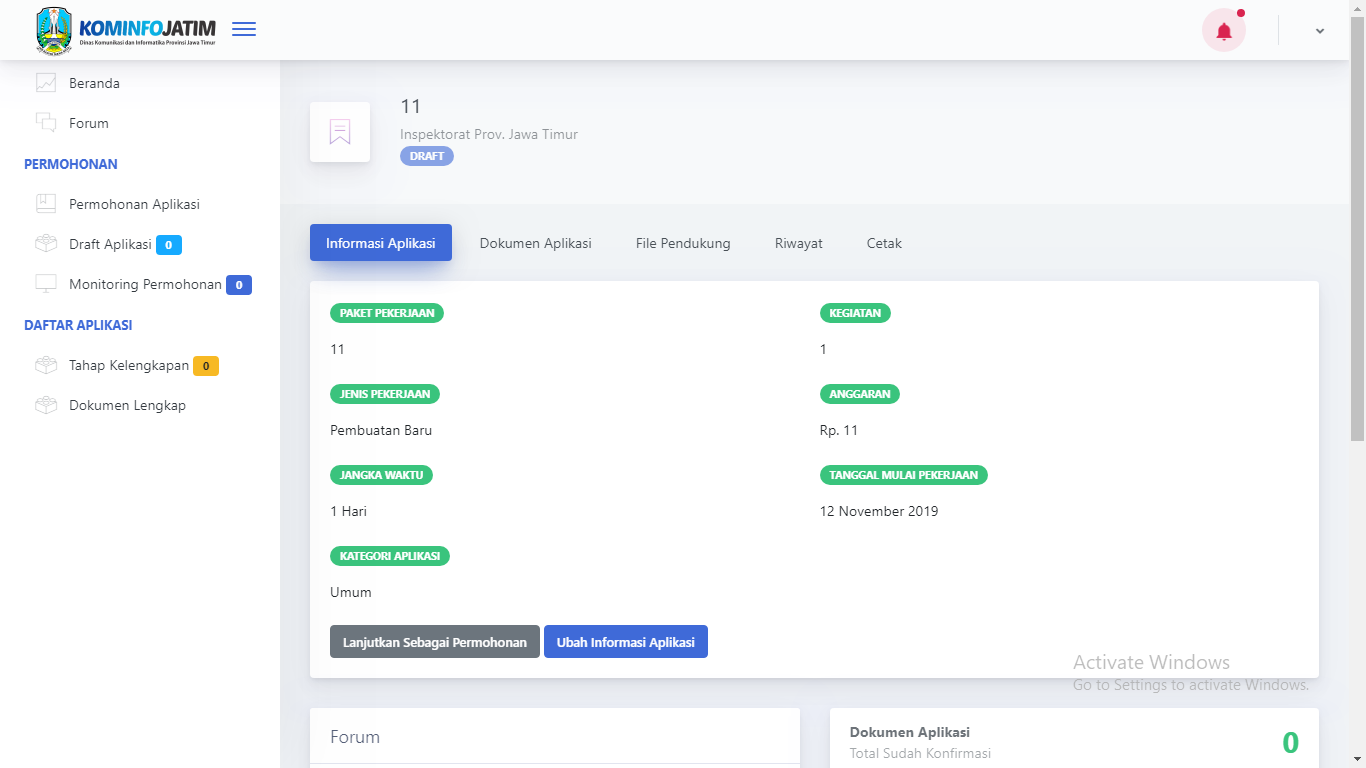 KOMINFOJATIM
Dinas Komunikasi dan Informatika Provinsi Jawa Timur
Beranda
Forum
PERMOHONAN
Permohonan Aplikasi
Draft Aplikasi 0
Monitoring Permohonan 0
DAFTAR APLIKASI
Tahap Kelengkapan 0
Dokumen Lengkap
11
Inspektorat Prov. Jawa Timur
DRAFT
Informasi Aplikasi Dokumen Aplikasi File Pendukung Riwayat Cetak
PAKET PEKERJAAN KEGIATAN
11 1
JENIS PEKERJAAN ANGGARAN
Pembuatan Baru Rp. 11
JANGKA WAKTU TANGGAL MULAI PEKERJAAN
1 Hari 12 November 2019
KATEGORI APLIKASI
Umum
Lanjutkan Sebagai Permohonan Ubah Informasi Aplikasi
Activate Windows
Go to Settings to activate Windows.
Forum
Dokumen Aplikasi
Total Sudah Konfirmasi
0